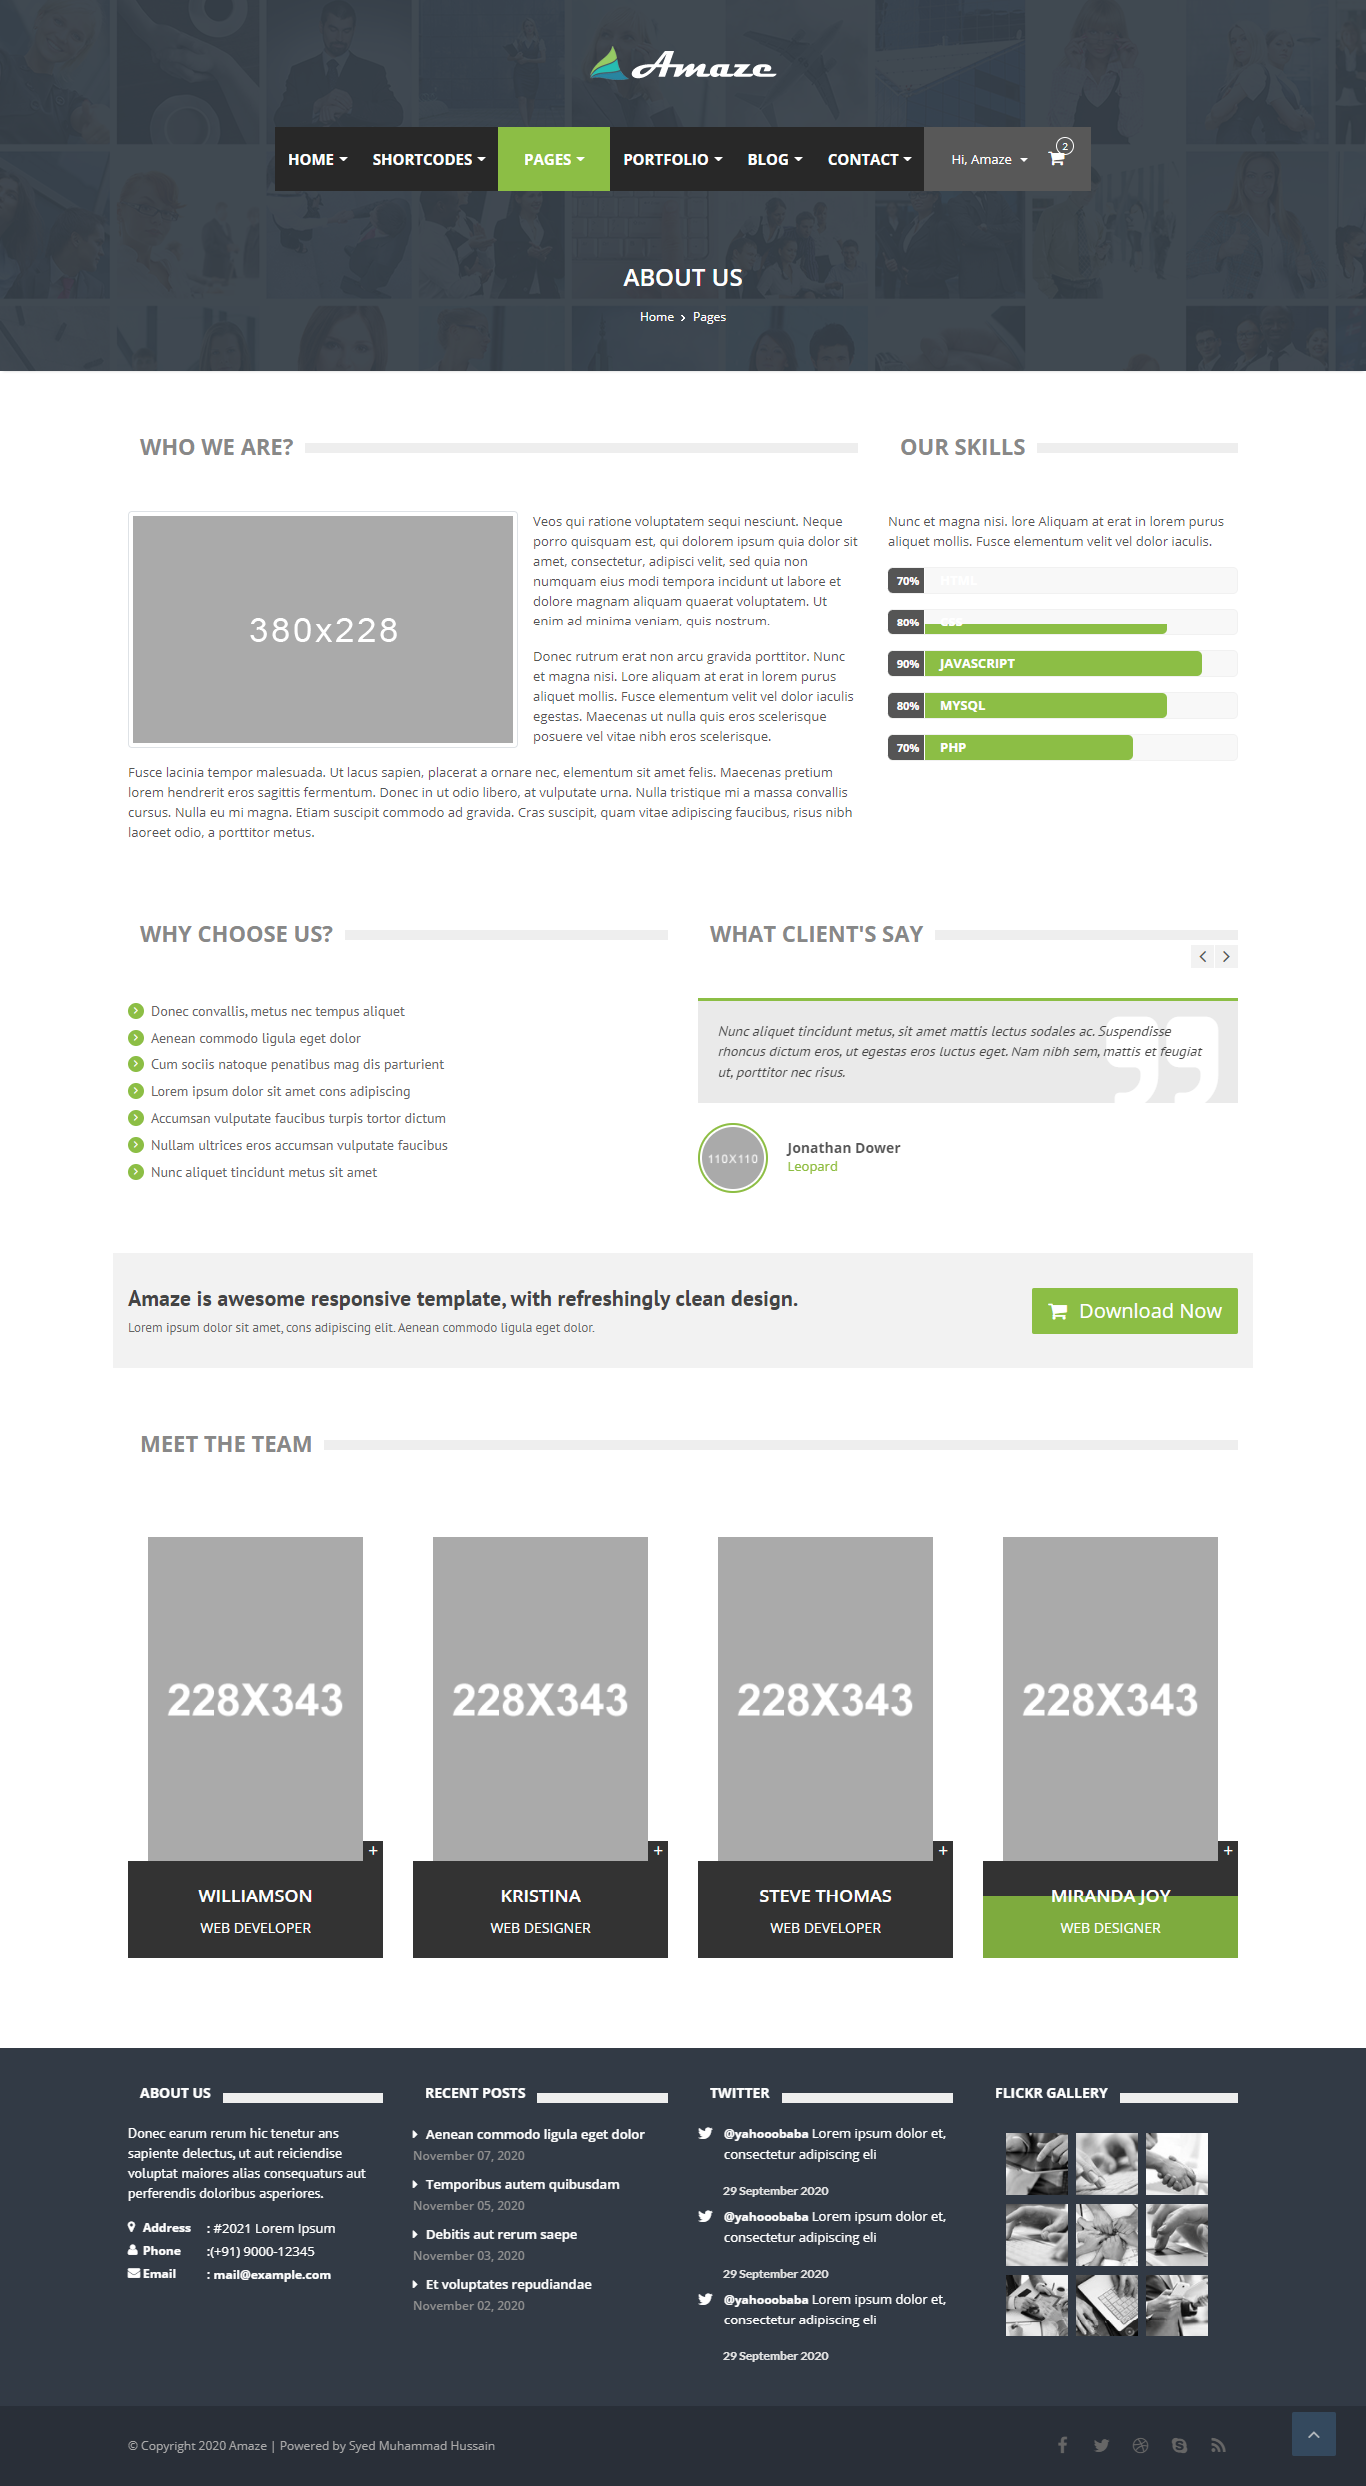 Amaze
HOME SHORTCODES PAGES PORTFOLIO BLOG CONTACT Hi, Amaze 2
ABOUT US
Home Pages
WHO WE ARE?
380x228
Veos qui ratione voluptatem sequi nesciunt. Neque
porro quisquam est, qui dolorem ipsum quia dolor sit
amet, consectetur, adipisci velit, sed quia non
numquam eius modi tempora incidunt ut labore et
dolore magnam aliquam quaerat voluptatem. Ut
enim ad minima veniam, quis nostrum.
Donec rutrum erat non arcu gravida porttitor. Nunc
et magna nisi. Lore aliquam at erat in lorem purus
aliquet mollis. Fusce elementum velit vel dolor iaculis
egestas. Maecenas ut nulla quis eros scelerisque
posuere vel vitae nibh eros scelerisque.
Fusce lacinia tempor malesuada. Ut lacus sapien, placerat a ornare nec, elementum sit amet felis. Maecenas pretium
lorem hendrerit eros sagittis fermentum. Donec in ut odio libero, at vulputate urna. Nulla tristique mi a massa convallis
cursus. Nulla eu mi magna. Etiam suscipit commodo ad gravida. Cras suscipit, quam vitae adipiscing faucibus, risus nibh
laoreet odio, a porttitor metus.
OUR SKILLS
Nunc et magna nisi. lore Aliquam at erat in lorem purus
aliquet mollis. Fusce elementum velit vel dolor iaculis.
70% HTML
80% CSS
90% JAVASCRIPT
80% MYSQL
70% PHP
WHY CHOOSE US?
Donec convallis, metus nec tempus aliquet
Aenean commodo ligula eget dolor
Cum sociis natoque penatibus mag dis parturient
Lorem ipsum dolor sit amet cons adipiscing
Accumsan vulputate faucibus turpis tortor dictum
Nullam ultrices eros accumsan vulputate faucibus
Nunc aliquet tincidunt metus sit amet
WHAT CLIENT'S SAY
Nunc aliquet tincidunt metus, sit amet mattis lectus sodales ac. Suspendisse
rhoncus dictum eros, ut egestas eros luctus eget. Nam nibh sem, mattis et feugiat
ut, porttitor nec risus.
110X110
Jonathan Dower
Leopard
Amaze is awesome responsive template, with refreshingly clean design.
Lorem ipsum dolor sit amet, cons adipiscing elit. Aenean commodo ligula eget dolor.
Download Now
MEET THE TEAM
228X343 228X343 228X343 228X343
+ + + +
WILLIAMSON KRISTINA STEVE THOMAS MIRANDA JOY
WEB DEVELOPER WEB DESIGNER WEB DEVELOPER WEB DESIGNER
ABOUT US
Donec earum rerum hic tenetur ans
sapiente delectus, ut aut reiciendise
voluptat maiores alias consequaturs aut
perferendis doloribus asperiores.
Address : #2021 Lorem Ipsum
Phone :(+91) 9000-12345
Email : mail@example.com
RECENT POSTS
Aenean commodo ligula eget dolor
November 07, 2020
Temporibus autem quibusdam
November 05, 2020
Debitis aut rerum saepe
November 03, 2020
Et voluptates repudiandae
November 02, 2020
TWITTER
@yahooobaba Lorem ipsum dolor et,
consectetur adipiscing eli
29 September 2020
@yahooobaba Lorem ipsum dolor et,
consectetur adipiscing eli
29 September 2020
@yahooobaba Lorem ipsum dolor et,
consectetur adipiscing eli
29 September 2020
FLICKR GALLERY
© Copyright 2020 Amaze | Powered by Syed Muhammad Hussain